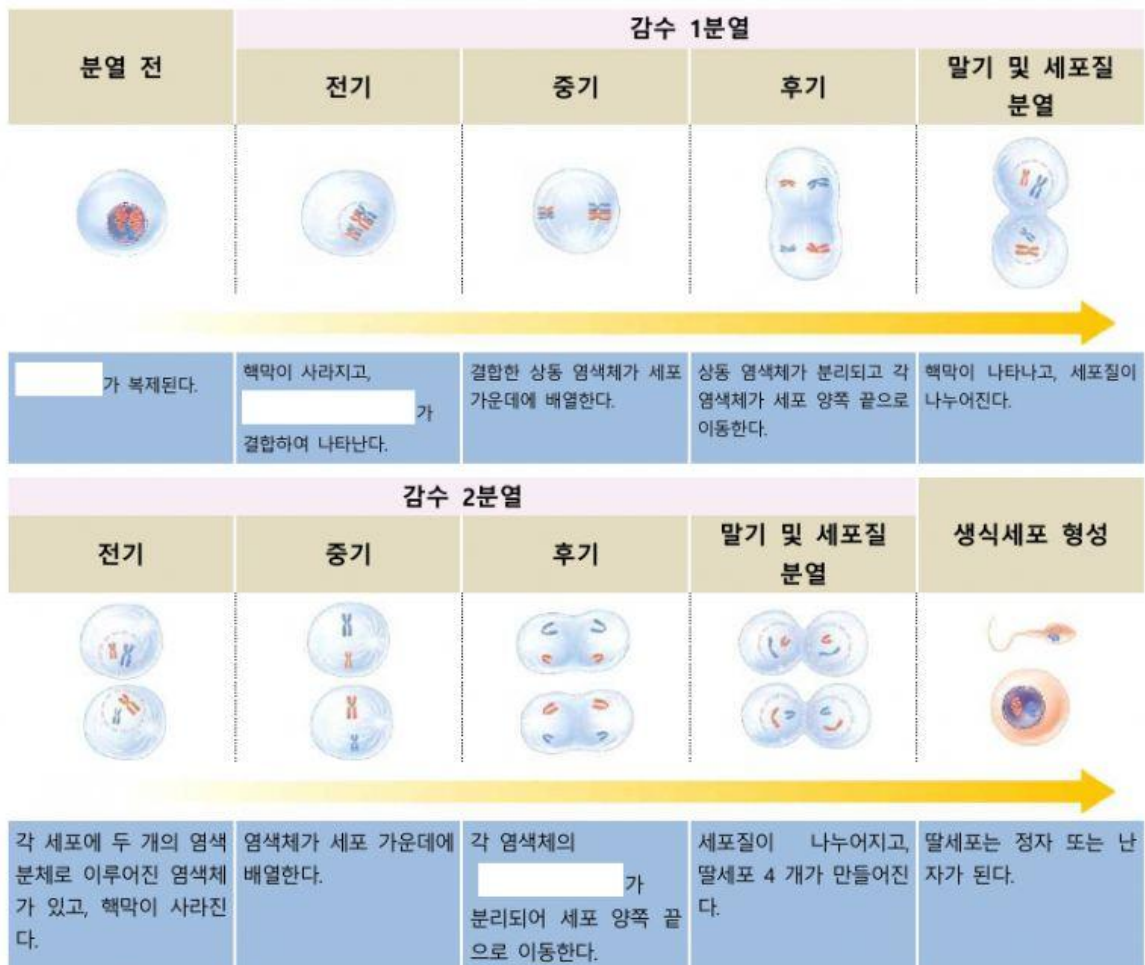 감수 1분열
분열 전
전기
중기
후기
말기 및 세포질
분열
가 복제된다.
핵막이 사라지고,
가
결합하여 나타난다.
결합한 상동 염색체가 세포
가운데에 배열한다.
상동 염색체가 분리되고 각
염색체가 세포 양쪽 끝으로
이동한다.
핵막이 나타나고, 세포질이
나누어진다.
감수 2분열
전기
중기
후기
말기 및 세포질
분열
생식세포 형성
각 세포에 두 개의 염색
분체로 이루어진 염색체
가 있고, 핵막이 사라진
다.
염색체가 세포 가운데에
배열한다.
각 염색체의
가
분리되어 세포 양쪽 끝
으로 이동한다.
세포질이 나누어지고,
딸세포 4 개가 만들어진
다.
딸세포는 정자 또는 난
자가 된다.